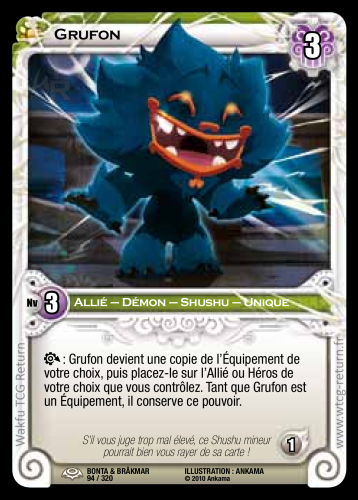 Grufon
3
Nv 3 Allié – Démon – Shushu – Unique
: Grufon devient une copie de l'Équipement de
votre choix, puis placez-le sur l'Allié ou Héros de
votre choix que vous contrôlez. Tant que Grufon est
un Équipement, il conserve ce pouvoir.
S'il vous juge trop mal élevé, ce Shushu mineur
pourrait bien vous rayer de sa carte !
1
Wakfu TCG Return
www.wtcg-return.fr
BONTA & BRÂKMAR
94 / 320
ILLUSTRATION : ANKAMA
© 2010 Ankama